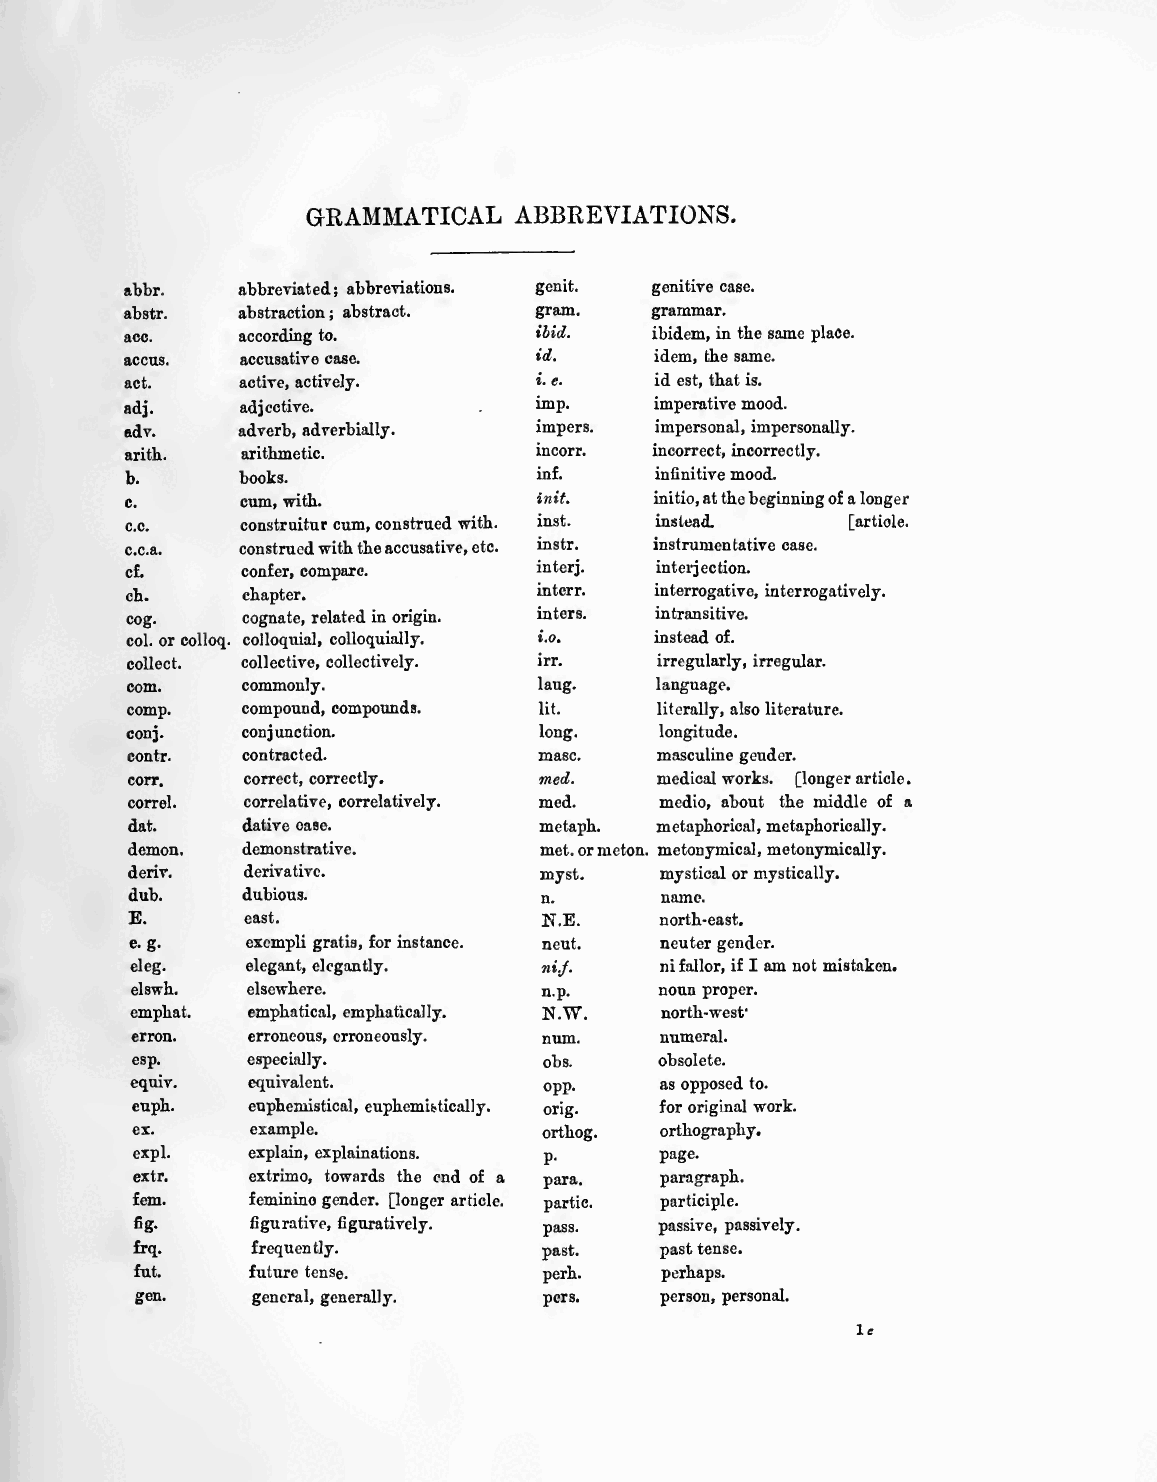 GRAMMATICAL ABBREVIATIONS.
abbr. abbreviated; abbreviations.
abstr. abstraction; abstract.
acc. according to.
accus. accusative case.
act. active, actively.
adj. adjective.
adv. adverb, adverbially.
arith. arithmetic.
b. books.
c. cum, with.
c.c. construitur cum, construed with.
c.c.a. construed with the accusative, etc.
cf. confer, compare.
ch. chapter.
cog. cognate, related in origin.
col. or colloq. colloquial, colloquially.
collect. collective, collectively.
com. commonly.
comp. compound, compounds.
conj. conjunction.
contr. contracted.
corr. correct, correctly.
correl. correlative, correlatively.
dat. dative case.
demon. demonstrative.
deriv. derivative.
dub. dubious.
E. east.
e. g. exempli gratis, for instance.
eleg. elegant, elegantly.
elswh. elsewhere.
emphat. emphatical, emphatically.
erron. erroneous, erroneously.
esp. especially.
equiv. equivalent.
euph. euphemistical, euphemistically.
ex. example.
expl. explain, explainations.
extr. extrimo, towards the end of a
fem. feminino gender. [longer article.
fig. figurative, figuratively.
frq. frequently.
fut. future tense.
gen. general, generally.
genit. genitive case.
gram. grammar.
ibid. ibidem, in the same place.
id. idem, the same.
i. e. id est, that is.
imp. imperative mood.
impers. impersonal, impersonally.
incorr. incorrect, incorrectly.
inf. infinitive mood.
init. initio, at the beginning of a longer
inst. instead. [article.
instr. instrumentative case.
interj. interjection.
interr. interrogative, interrogatively.
inters. intransitive.
i.o. instead of.
irr. irregularly, irregular.
laug. language.
lit. literally, also literature.
long. longitude.
masc. masculine gender.
med. medical works. [longer article.
med. medio, about the middle of a
metaph. metaphorical, metaphorically.
met. or meton. metonymical, metonymically.
myst. mystical or mystically.
n. name.
N.E. north-east.
neut. neuter gender.
ni f. ni fallor, if I am not mistaken.
n.p. noun proper.
N.W. north-west·
num. numeral.
obs. obsolete.
opp. as opposed to.
orig. for original work.
orthog. orthography.
p. page.
para. paragraph.
partic. participle.
pass. passive, passively.
past. past tense.
perh. perhaps.
pers. person, personal.
1 e